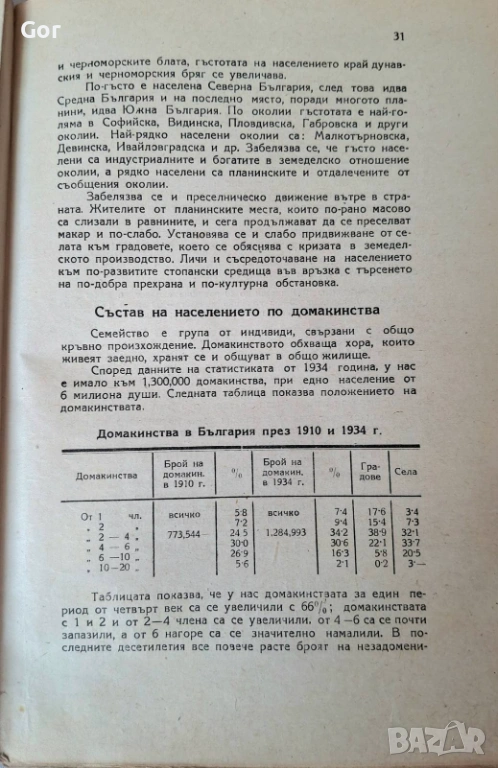 Gor
31
и черноморските блата, гъстотата на населението край дунав-
ския и черноморския бряг се увеличава.
По-гъсто е населена Северна България, след това идва
Средна България и на последно място, поради многото пла-
нини, идва Южна България. По околии гъстотата е най-го-
ляма в Софийска, Видинска, Пловдивска, Габровска и други
околии. Най-рядко населени околии са: Малкотърновска,
Девинска, Ивайловградска и др. Забелязва се, че гъсто насе-
лени са индустриалните и богатите в земеделско отношение
околии, а рядко населени са планинските и отдалечените от
съобщения околии.
Забелязва се и преселническо движение вътре в стра-
ната. Жителите от планинските места, които по-рано масово
са слизали в равнините, и сега продължават да се преселват
макар и по-слабо. Установява се и слабо придвижване от се-
лата към градовете, което се обяснява с кризата в земедел-
ското производство. Личи и съсредоточаване на населението
към по-развитите стопански средища във връзка с търсенето
на по-добра прехрана и по-културна обстановка.
Състав на населението по домакинства
Семейство е група от индивиди, свързани с общо
кръвно произхождение. Домакинството обхваща хора, които
живеят заедно, хранят се и общуват в общо жилище.
Според данните на статистиката от 1934 година, у нас
е имало към 1,300,000 домакинства, при едно население от
6 милиона души. Следната таблица показва положението на
домакинствата.
Домакинства в България през 1910 и 1934 г.
Домакинства | Брой на домакин. в 1910 г. | % | Брой на домакин. в 1934 г. | % | Гра-дове | Села
От 1 чл. | всичко | 5·8 | всичко | 7·4 | 17·6 | 3·4
„ 2 „ | 7·2 | 9·4 | 15·4 | 7·3
„ 2 — 4 „ | 773,544 | 24·5 | 1.284,993 | 34·2 | 38·9 | 32·1
„ 4 — 6 „ | 30·0 | 30·6 | 22·1 | 33·7
„ 6 —10 „ | 26·9 | 16·3 | 5·8 | 20·5
„ 10—20 „ | 5·6 | 2·1 | 0·2 | 3·—
Таблицата показва, че у нас домакинствата за един пе-
риод от четвърт век са се увеличили с 66%; домакинствата
с 1 и 2 и от 2—4 члена са се увеличили, от 4—6 са се почти
запазили, а от 6 нагоре са се значително намалили. В по-
следните десетилетия все повече расте броят на незадомени-
BAZAR